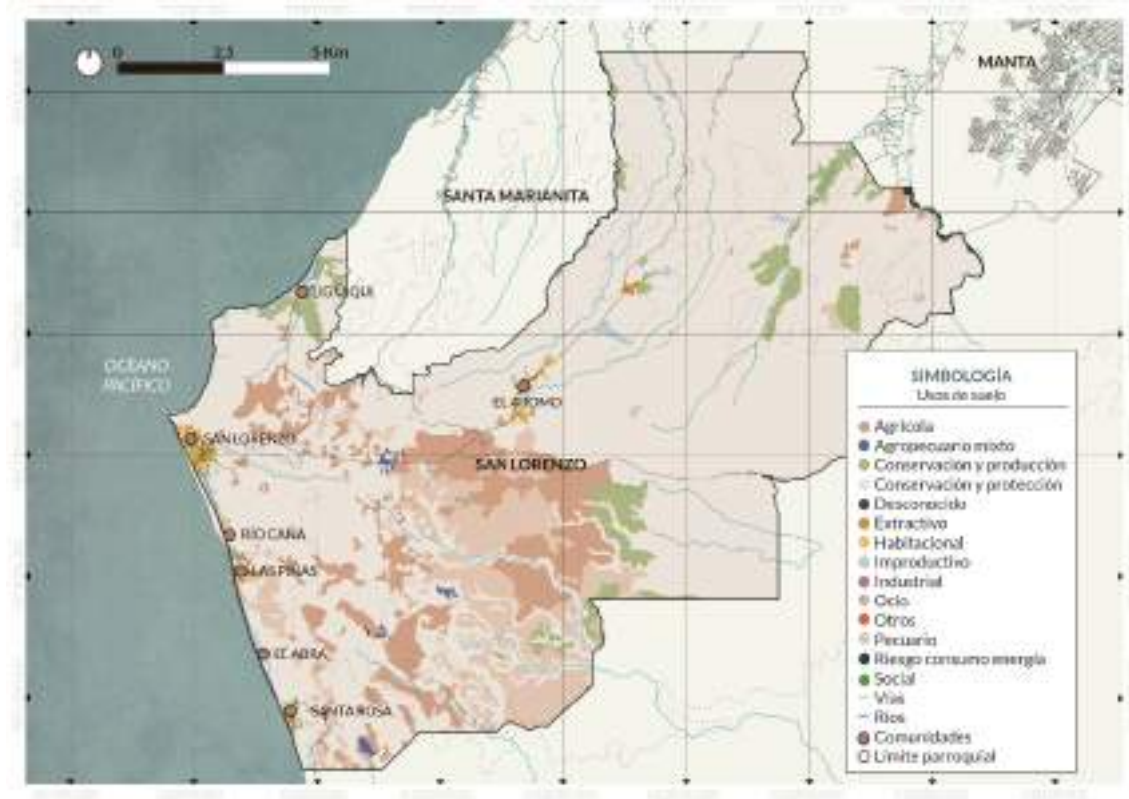 0 2.5 5 Km
MANTA
SANTA MARIANITA
LIGUIQUI
OCÉANO
PACÍFICO
EL AROMO
SAN LORENZO
SAN LORENZO
RÍO CAÑA
LAS PIÑAS
EL ABRA
SANTA ROSA
SIMBOLOGÍA
Usos de suelo
Agrícola
Agropecuario mixto
Conservación y producción
Conservación y protección
Desconocido
Extractivo
Habitacional
Improductivo
Industrial
Ocio
Otros
Pecuario
Riesgo consumo energía
Social
Vías
Ríos
Comunidades
Límite parroquial